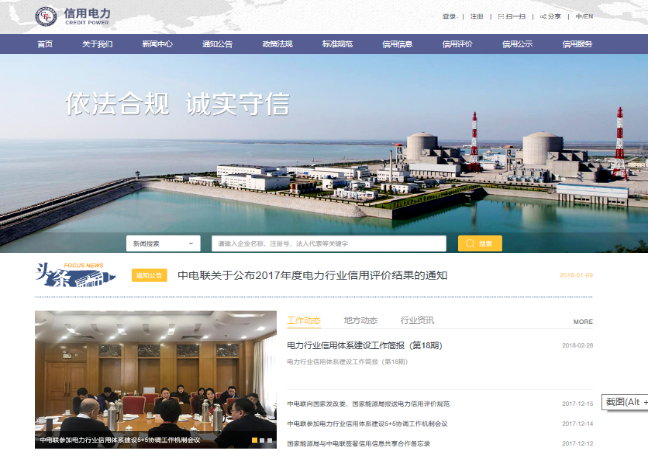 信用电力
CREDIT POWER
登录 | 注册 | 扫一扫 | 分享 | 中/EN
首页 关于我们 新闻中心 通知公告 政策法规 标准规范 信用信息 信用评价 信用公示 信用服务
依法合规 诚实守信
新闻搜索 请输入企业名称、注册号、法人代表等关键字 搜索
FOCUS NEWS
头条新闻 通知公告 中电联关于公布2017年度电力行业信用评价结果的通知 2018-01-09
工作动态 地方动态 行业资讯 MORE
电力行业信用体系建设工作简报（第18期） 2018-02-28
电力行业信用体系建设工作简报（第18期）
中电联向国家发改委、国家能源局报送电力信用评价规范 2017-12-15
截图(Alt +
中电联参加电力行业信用体系建设5+5协调工作机制会议 2017-12-14
中电联参加电力行业信用体系建设5+5协调工作机制会议
国家能源局与中电联签署信用信息共享合作备忘录 2017-12-12